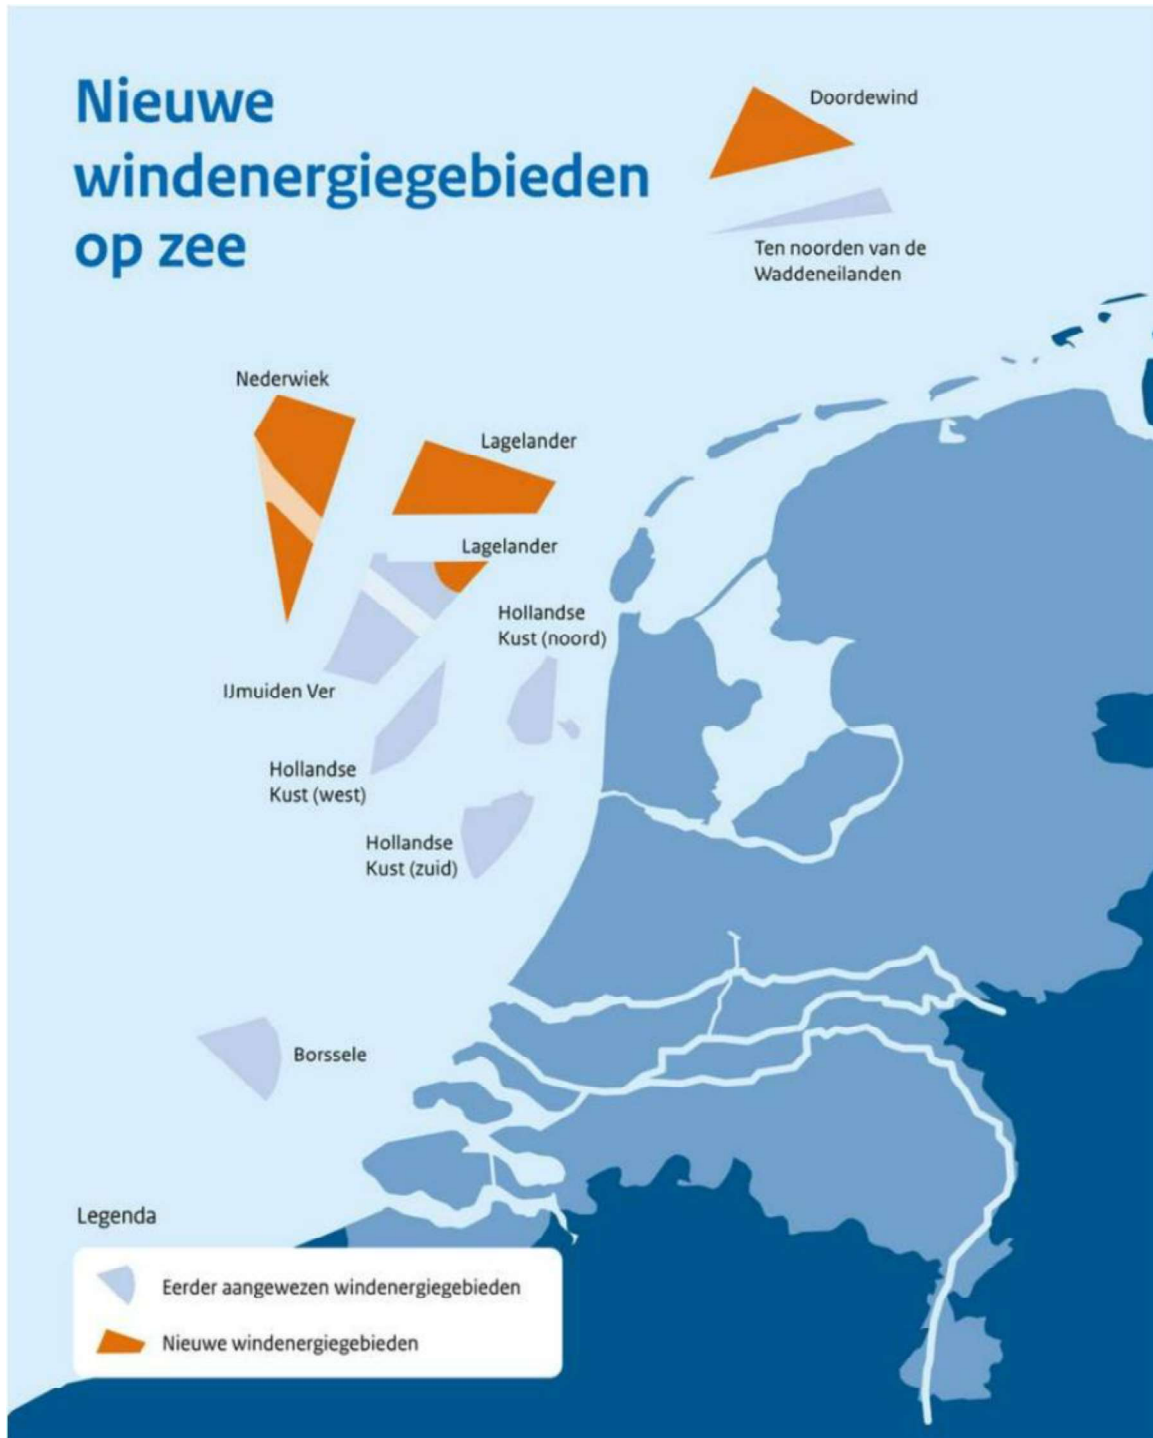 Nieuwe
windenergiegebieden
op zee
Doordewind
Ten noorden van de
Waddeneilanden
Nederwiek
Lagelander
Lagelander
Hollandse
Kust (noord)
IJmuiden Ver
Hollandse
Kust (west)
Hollandse
Kust (zuid)
Borssele
Legenda
Eerder aangewezen windenergiegebieden
Nieuwe windenergiegebieden